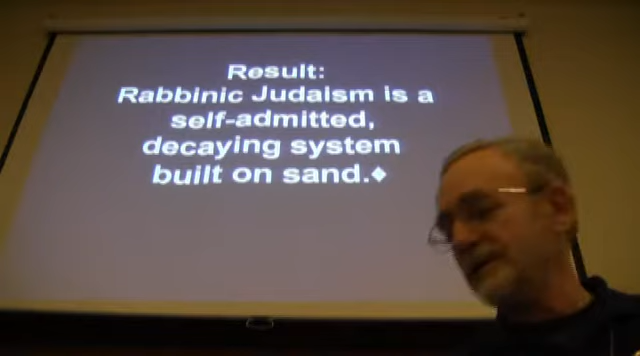 Result:
Rabbinic Judaism is a
self-admitted,
decaying system
built on sand.♦